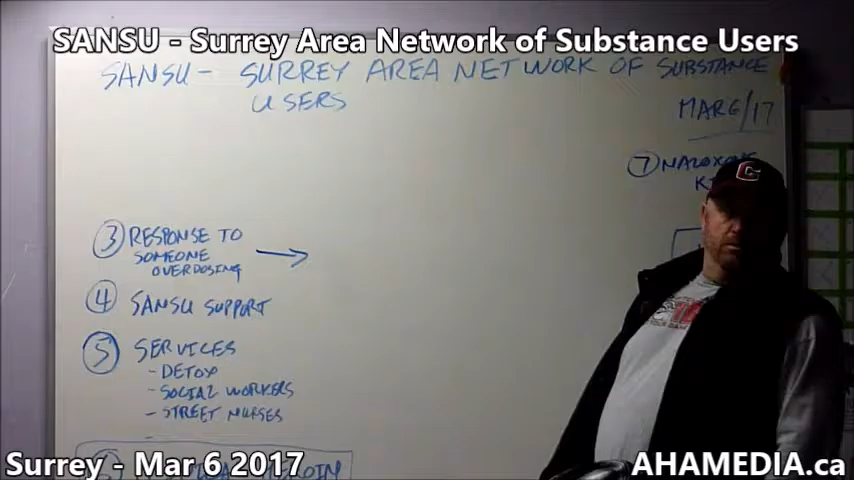 SANSU - Surrey Area Network of Substance Users
SANSU - SURREY AREA NETWORK OF SUBSTANCE
USERS
MAR 6/17
⑦ NALOXONE
③ RESPONSE TO
SOMEONE
OVERDOSING
④ SANSU SUPPORT
⑤ SERVICES
- DETOX
- SOCIAL WORKERS
- STREET NURSES
C
Surrey - Mar 6 2017
AHAMEDIA.ca